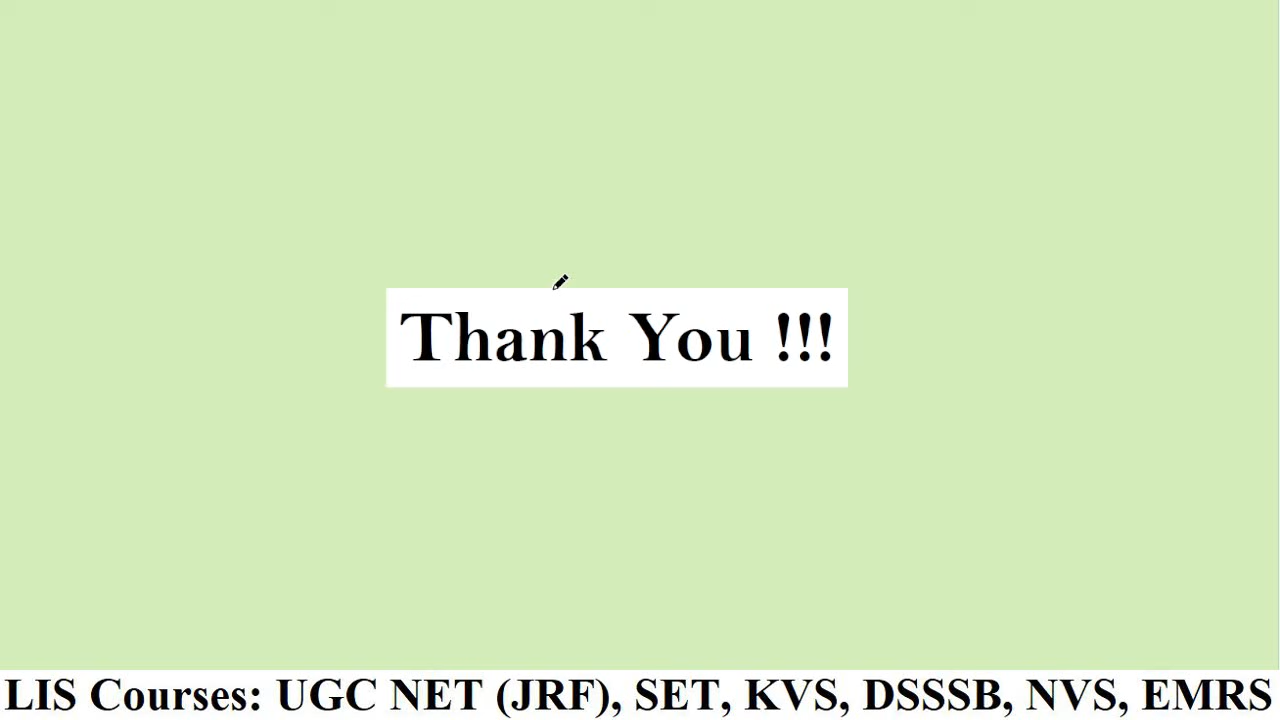 Thank You !!!
LIS Courses: UGC NET (JRF), SET, KVS, DSSSB, NVS, EMRS